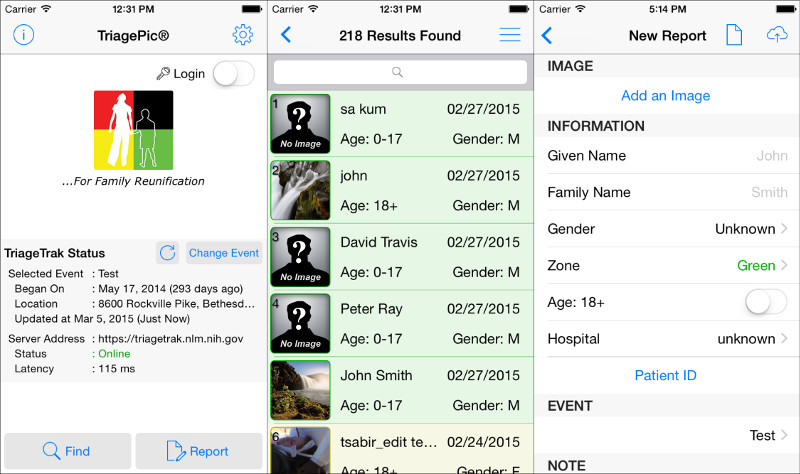 Carrier 12:31 PM
TriagePic®
Login
...For Family Reunification
TriageTrak Status
Change Event
Selected Event : Test
Began On : May 17, 2014 (293 days ago)
Location : 8600 Rockville Pike, Bethesd...
Updated at Mar 5, 2015 (Just Now)
Server Address : https://triagetrak.nlm.nih.gov
Status : Online
Latency : 115 ms
Find
Report
Carrier 12:31 PM
218 Results Found
1
No Image
sa kum 02/27/2015
Age: 0-17 Gender: M
2
john 02/27/2015
Age: 18+ Gender: M
3
No Image
David Travis 02/27/2015
Age: 0-17 Gender: M
4
No Image
Peter Ray 02/27/2015
Age: 0-17 Gender: M
5
John Smith 02/27/2015
Age: 0-17 Gender: M
6
tsabir_edit te... 02/24/2015
Age: 18+ Gender: F
Carrier 5:14 PM
New Report
IMAGE
Add an Image
INFORMATION
Given Name John
Family Name Smith
Gender Unknown
Zone Green
Age: 18+
Hospital unknown
Patient ID
EVENT
Test
NOTE